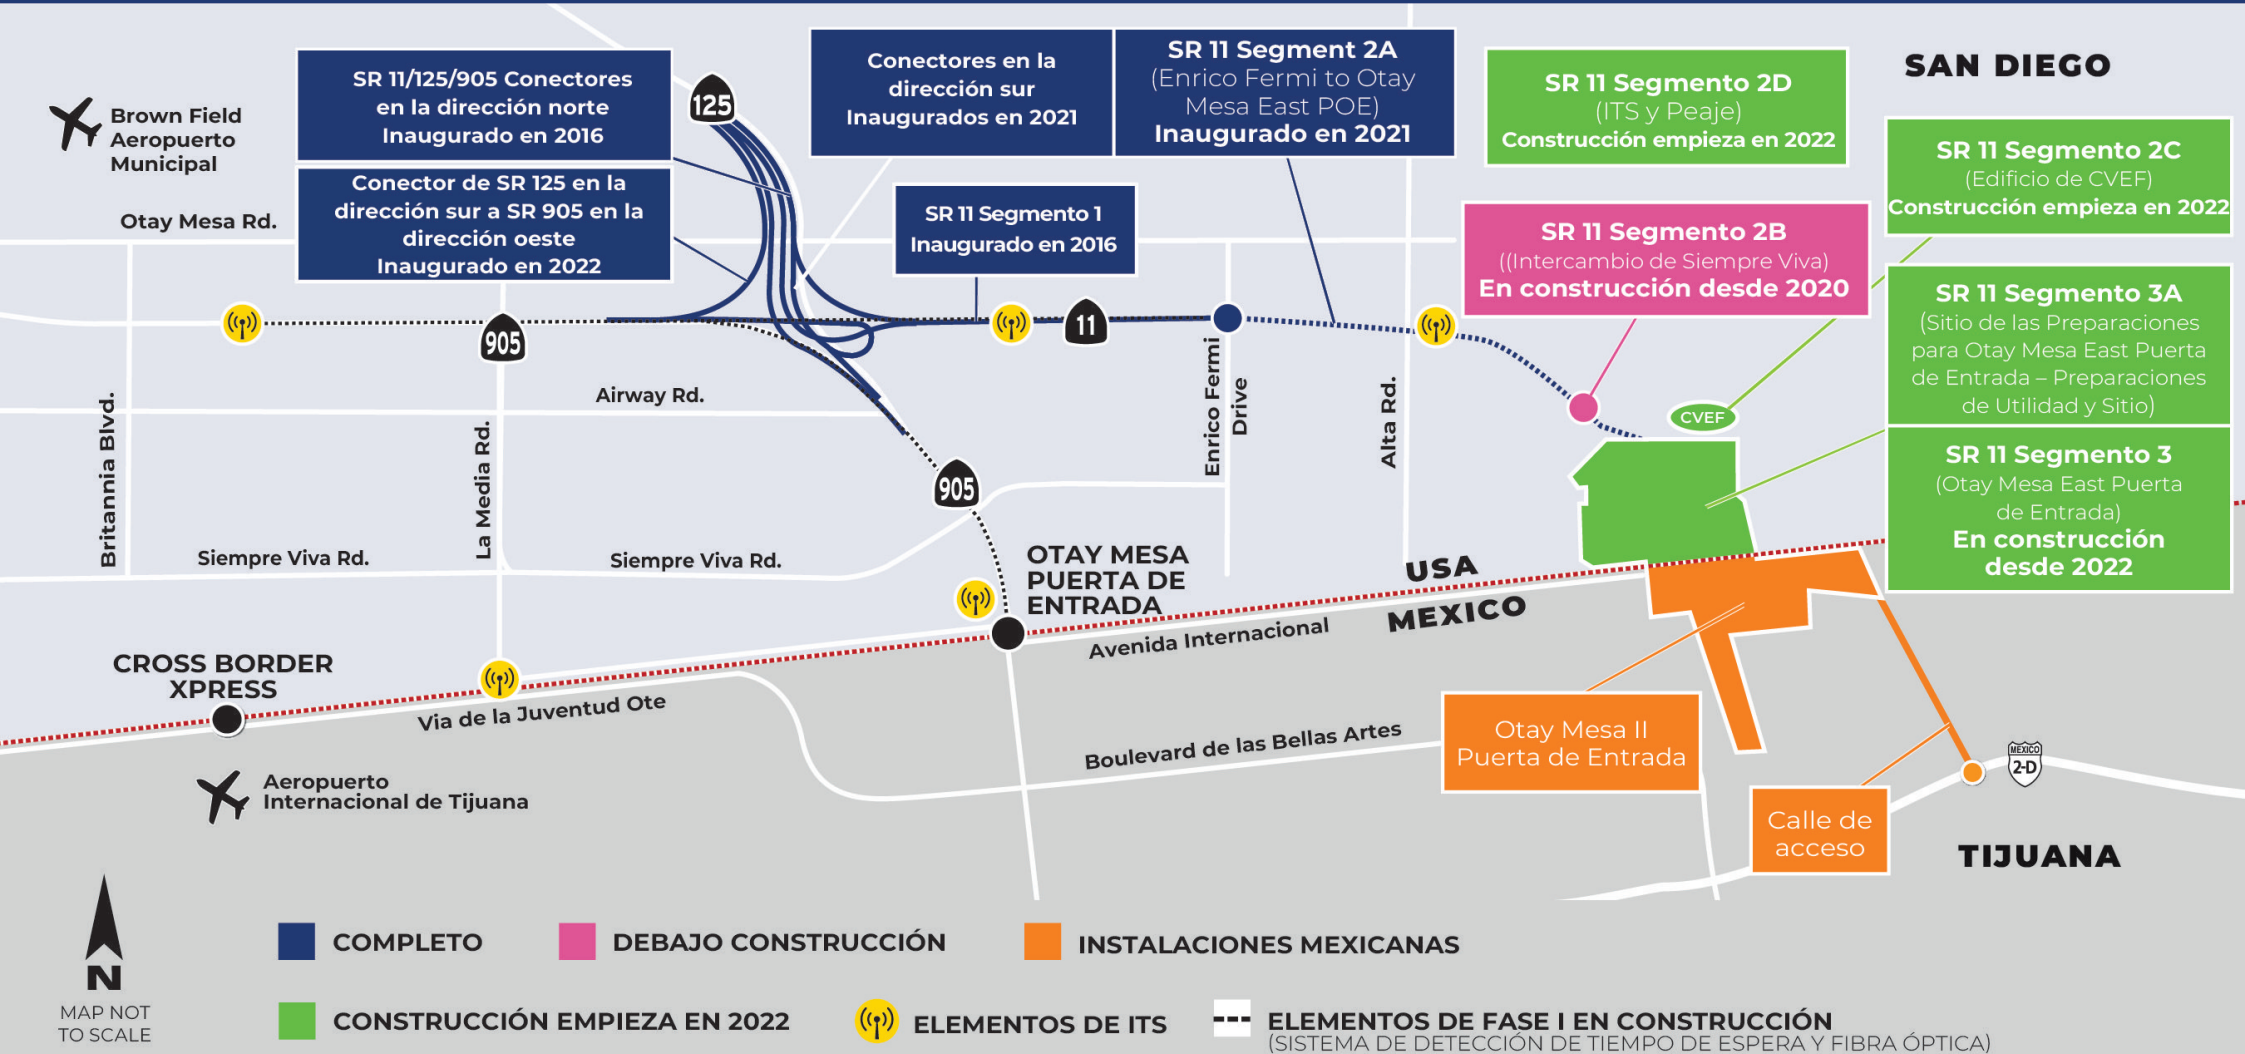 SR 11/125/905 Conectores
en la dirección norte
Inaugurado en 2016
Conector de SR 125 en la
dirección sur a SR 905 en la
dirección oeste
Inaugurado en 2022
125
Conectores en la
dirección sur
Inaugurados en 2021
SR 11 Segment 2A
(Enrico Fermi to Otay
Mesa East POE)
Inaugurado en 2021
SR 11 Segmento 1
Inaugurado en 2016
SR 11 Segmento 2D
(ITS y Peaje)
Construcción empieza en 2022
SAN DIEGO
SR 11 Segmento 2C
(Edificio de CVEF)
Construcción empieza en 2022
SR 11 Segmento 2B
((Intercambio de Siempre Viva)
En construcción desde 2020
SR 11 Segmento 3A
(Sitio de las Preparaciones
para Otay Mesa East Puerta
de Entrada – Preparaciones
de Utilidad y Sitio)
SR 11 Segmento 3
(Otay Mesa East Puerta
de Entrada)
En construcción
desde 2022
Brown Field
Aeropuerto
Municipal
Otay Mesa Rd.
905
11
Airway Rd.
Britannia Blvd.
La Media Rd.
Enrico Fermi
Drive
Alta Rd.
CVEF
905
Siempre Viva Rd.
Siempre Viva Rd.
OTAY MESA
PUERTA DE
ENTRADA
USA
MEXICO
Avenida Internacional
CROSS BORDER
XPRESS
Via de la Juventud Ote
Boulevard de las Bellas Artes
Otay Mesa II
Puerta de Entrada
MEXICO
2-D
Calle de
acceso
TIJUANA
Aeropuerto
Internacional de Tijuana
N
MAP NOT
TO SCALE
COMPLETO
DEBAJO CONSTRUCCIÓN
INSTALACIONES MEXICANAS
CONSTRUCCIÓN EMPIEZA EN 2022
ELEMENTOS DE ITS
ELEMENTOS DE FASE I EN CONSTRUCCIÓN
(SISTEMA DE DETECCIÓN DE TIEMPO DE ESPERA Y FIBRA ÓPTICA)